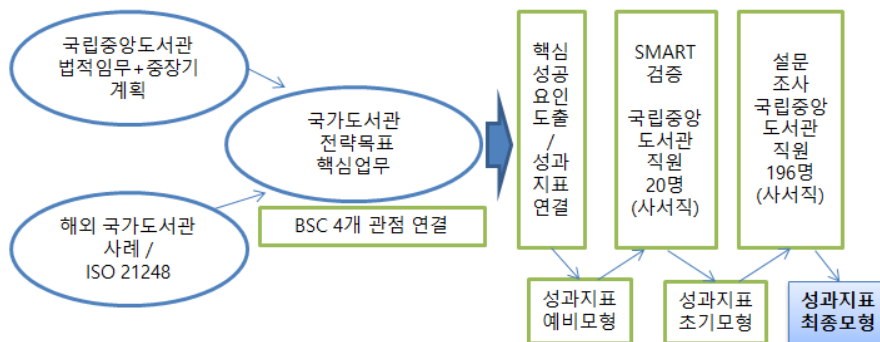 국립중앙도서관
법적임무+중장기
계획
해외 국가도서관
사례 /
ISO 21248
국가도서관
전략목표
핵심업무
BSC 4개 관점 연결
핵심
성공
요인
도출
/
성과
지표
연결
성과지표
예비모형
SMART
검증
국립중앙
도서관
직원
20명
(사서직)
성과지표
초기모형
설문
조사
국립중앙
도서관
직원
196명
(사서직)
성과지표
최종모형